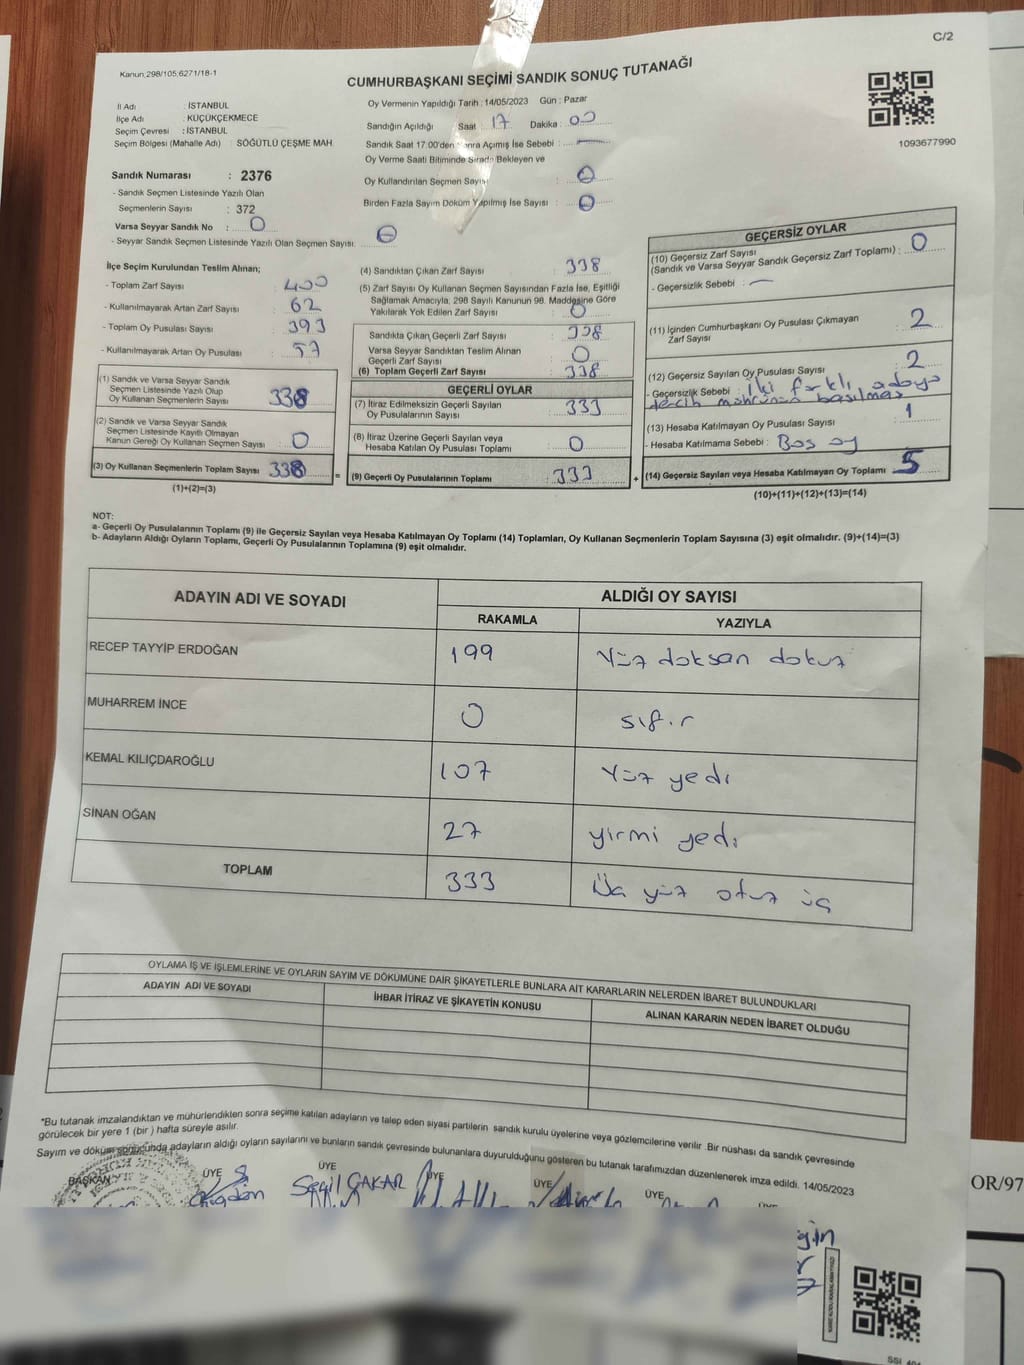 C/2
Kanun:298/105;6271/18-1
CUMHURBAŞKANI SEÇİMİ SANDIK SONUÇ TUTANAĞI
İl Adı : İSTANBUL
İlçe Adı : KÜÇÜKÇEKMECE
Seçim Çevresi : İSTANBUL
Seçim Bölgesi (Mahalle Adı) : SÖĞÜTLÜ ÇEŞME MAH.
Oy Vermenin Yapıldığı Tarih : 14/05/2023 Gün : Pazar
Sandığın Açıldığı Saat : 17 Dakika : 00
Sandık Saat 17.00'den Sonra Açılmış İse Sebebi :
Oy Verme Saati Bitiminde Sırada Bekleyen ve
Oy Kullandırılan Seçmen Sayısı : 0
Birden Fazla Sayım Döküm Yapılmış İse Sayısı : 0
1093677990
Sandık Numarası : 2376
- Sandık Seçmen Listesinde Yazılı Olan
Seçmenlerin Sayısı : 372
Varsa Seyyar Sandık No : 0
- Seyyar Sandık Seçmen Listesinde Yazılı Olan Seçmen Sayısı: 0
İlçe Seçim Kurulundan Teslim Alınan;
- Toplam Zarf Sayısı : 400
- Kullanılmayarak Artan Zarf Sayısı : 62
- Toplam Oy Pusulası Sayısı : 393
- Kullanılmayarak Artan Oy Pusulası : 57
(1) Sandık ve Varsa Seyyar Sandık
Seçmen Listesinde Yazılı Olup
Oy Kullanan Seçmenlerin Sayısı : 338
(2) Sandık ve Varsa Seyyar Sandık
Seçmen Listesinde Kayıtlı Olmayan
Kanun Gereği Oy Kullanan Seçmen Sayısı : 0
(3) Oy Kullanan Seçmenlerin Toplam Sayısı : 338
(1)+(2)=(3)
(4) Sandıktan Çıkan Zarf Sayısı : 338
(5) Zarf Sayısı Oy Kullanan Seçmen Sayısından Fazla İse, Eşitliği
Sağlamak Amacıyla, 298 Sayılı Kanunun 98. Maddesine Göre
Yakılarak Yok Edilen Zarf Sayısı : 0
Sandıkta Çıkan Geçerli Zarf Sayısı : 338
Varsa Seyyar Sandıktan Teslim Alınan
Geçerli Zarf Sayısı : 0
(6) Toplam Geçerli Zarf Sayısı : 338
GEÇERLİ OYLAR
(7) İtiraz Edilmeksizin Geçerli Sayılan
Oy Pusulalarının Sayısı : 333
(8) İtiraz Üzerine Geçerli Sayılan veya
Hesaba Katılan Oy Pusulası Toplamı : 0
=
(9) Geçerli Oy Pusulalarının Toplamı : 333
+
GEÇERSİZ OYLAR
(10) Geçersiz Zarf Sayısı
(Sandık ve Varsa Seyyar Sandık Geçersiz Zarf Toplamı) : 0
- Geçersizlik Sebebi : —
(11) İçinden Cumhurbaşkanı Oy Pusulası Çıkmayan
Zarf Sayısı : 2
(12) Geçersiz Sayılan Oy Pusulası Sayısı : 2
- Geçersizlik Sebebi : İki farklı adaya
tercih mührünün basılması
(13) Hesaba Katılmayan Oy Pusulası Sayısı : 1
- Hesaba Katılmama Sebebi : Boş oy
(14) Geçersiz Sayılan veya Hesaba Katılmayan Oy Toplamı : 5
(10)+(11)+(12)+(13)=(14)
NOT:
a- Geçerli Oy Pusulalarının Toplamı (9) ile Geçersiz Sayılan veya Hesaba Katılmayan Oy Toplamı (14) Toplamları, Oy Kullanan Seçmenlerin Toplam Sayısına (3) eşit olmalıdır. (9)+(14)=(3)
b- Adayların Aldığı Oyların Toplamı, Geçerli Oy Pusulalarının Toplamına (9) eşit olmalıdır.
ADAYIN ADI VE SOYADI ALDIĞI OY SAYISI
RAKAMLA YAZIYLA
RECEP TAYYİP ERDOĞAN 199 Yüz doksan dokuz
MUHARREM İNCE 0 sıfır
KEMAL KILIÇDAROĞLU 107 Yüz yedi
SİNAN OĞAN 27 yirmi yedi
TOPLAM 333 Üç yüz otuz üç
OYLAMA İŞ VE İŞLEMLERİNE VE OYLARIN SAYIM VE DÖKÜMÜNE DAİR ŞİKAYETLERLE BUNLARA AİT KARARLARIN NELERDEN İBARET BULUNDUKLARI
ADAYIN ADI VE SOYADI İHBAR İTİRAZ VE ŞİKAYETİN KONUSU ALINAN KARARIN NEDEN İBARET OLDUĞU
*Bu tutanak imzalandıktan ve mühürlendikten sonra seçime katılan adayların ve talep eden siyasi partilerin sandık kurulu üyelerine veya gözlemcilerine verilir. Bir nüshası da sandık çevresinde
görülecek bir yere 1 (bir) hafta süreyle asılır.
Sayım ve döküm sonucunda adayların aldığı oyların sayılarını ve bunların sandık çevresinde bulunanlara duyurulduğunu gösteren bu tutanak tarafımızdan düzenlenerek imza edildi. 14/05/2023
BAŞKAN ÜYE ÜYE ÜYE ÜYE ÜYE ÜYE
ÇAKAR
OR/97